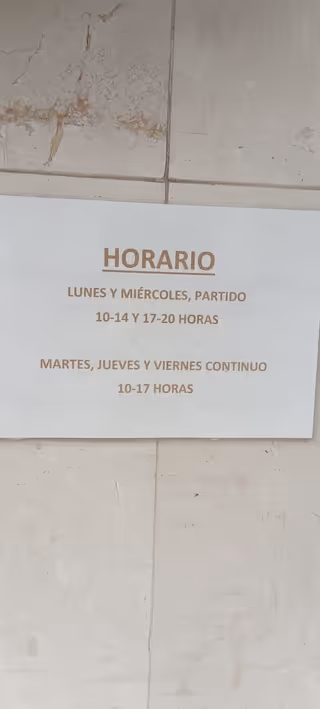 HORARIO
LUNES Y MIÉRCOLES, PARTIDO
10-14 Y 17-20 HORAS
MARTES, JUEVES Y VIERNES CONTINUO
10-17 HORAS